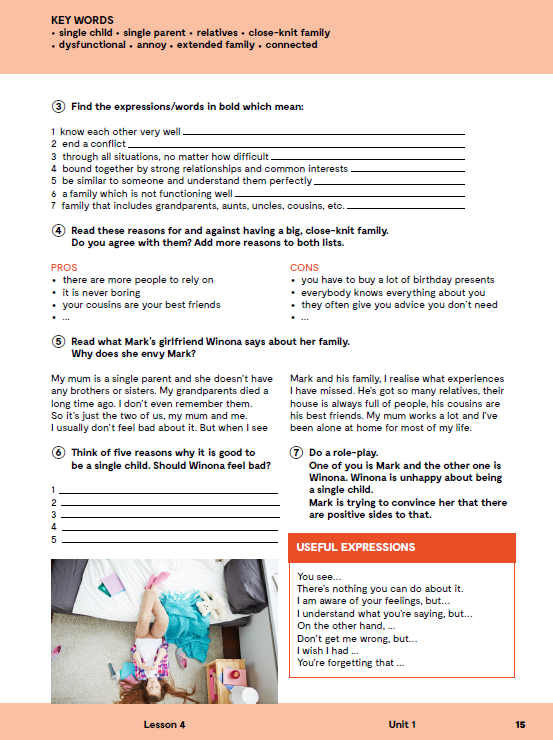 KEY WORDS
• single child • single parent • relatives • close-knit family
• dysfunctional • annoy • extended family • connected
3 Find the expressions/words in bold which mean:
1 know each other very well
2 end a conflict
3 through all situations, no matter how difficult
4 bound together by strong relationships and common interests
5 be similar to someone and understand them perfectly
6 a family which is not functioning well
7 family that includes grandparents, aunts, uncles, cousins, etc.
4 Read these reasons for and against having a big, close-knit family.
Do you agree with them? Add more reasons to both lists.
PROS
• there are more people to rely on
• it is never boring
• your cousins are your best friends
• ...
CONS
• you have to buy a lot of birthday presents
• everybody knows everything about you
• they often give you advice you don't need
• ...
5 Read what Mark's girlfriend Winona says about her family.
Why does she envy Mark?
My mum is a single parent and she doesn't have
any brothers or sisters. My grandparents died a
long time ago. I don't even remember them.
So it's just the two of us, my mum and me.
I usually don't feel bad about it. But when I see
Mark and his family, I realise what experiences
I have missed. He's got so many relatives, their
house is always full of people, his cousins are
his best friends. My mum works a lot and I've
been alone at home for most of my life.
6 Think of five reasons why it is good to
be a single child. Should Winona feel bad?
1
2
3
4
5
7 Do a role-play.
One of you is Mark and the other one is
Winona. Winona is unhappy about being
a single child.
Mark is trying to convince her that there
are positive sides to that.
USEFUL EXPRESSIONS
You see...
There's nothing you can do about it.
I am aware of your feelings, but...
I understand what you're saying, but...
On the other hand, ...
Don't get me wrong, but...
I wish I had ...
You're forgetting that ...
Lesson 4
Unit 1
15